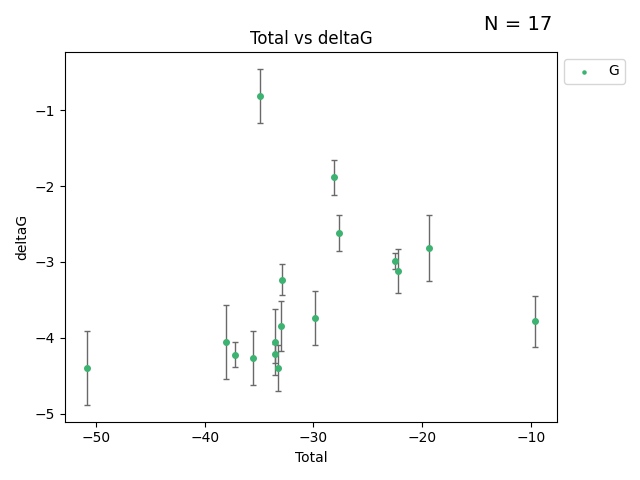 N = 17
Total vs deltaG
G
deltaG
−1
−2
−3
−4
−5
−50
−40
−30
−20
−10
Total